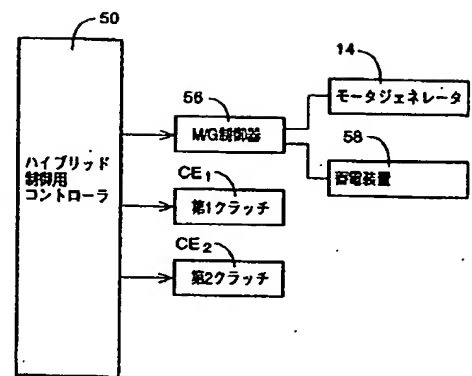 50
ハイブリッド
制御用
コントローラ
56
M/G制御器
14
モータジェネレータ
58
蓄電装置
CE1
第1クラッチ
CE2
第2クラッチ